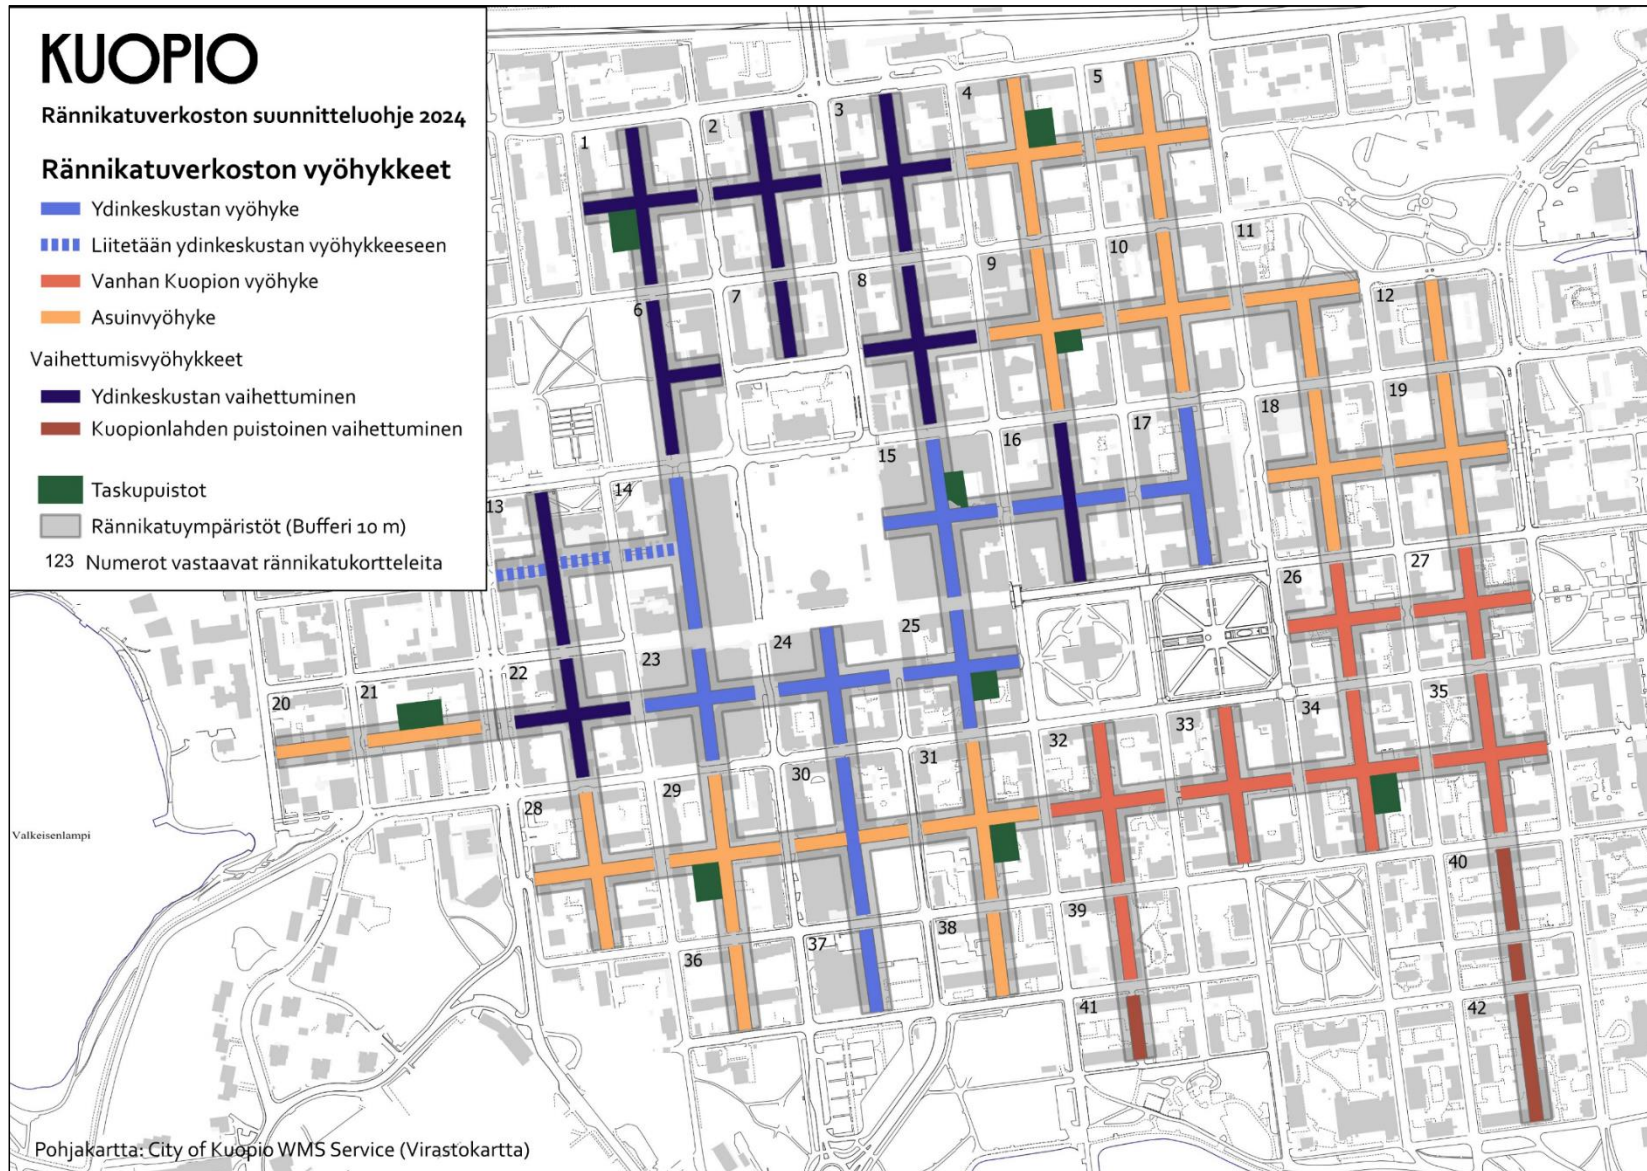 KUOPIO
Rännikatuverkoston suunnitteluohje 2024
Rännikatuverkoston vyöhykkeet
Ydinkeskustan vyöhyke
Liitetään ydinkeskustan vyöhykkeeseen
Vanhan Kuopion vyöhyke
Asuinvyöhyke
Vaihettumisvyöhykkeet
Ydinkeskustan vaihettuminen
Kuopionlahden puistoinen vaihettuminen
Taskupuistot
Rännikatuympäristöt (Bufferi 10 m)
123 Numerot vastaavat rännikatukortteleita
1
2
3
4
5
6
7
8
9
10
11
12
13
14
15
16
17
18
19
20
21
22
23
24
25
26
27
28
29
30
31
32
33
34
35
36
37
38
39
40
41
42
Valkeisenlampi
Pohjakartta: City of Kuopio WMS Service (Virastokartta)